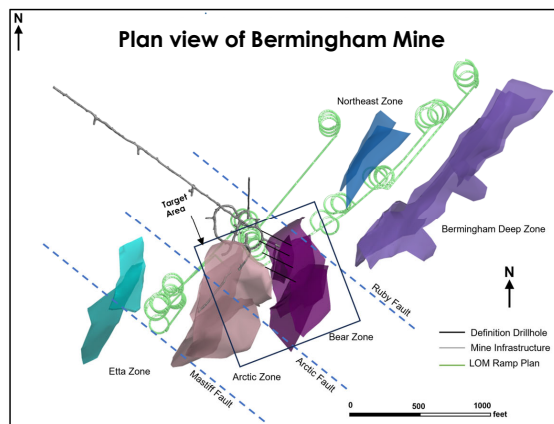 N
Plan view of Bermingham Mine
Northeast Zone
Target
Area
Bermingham Deep Zone
N
Ruby Fault
Definition Drillhole
Mine Infrastructure
LOM Ramp Plan
Bear Zone
Arctic Fault
Etta Zone
Mastiff Fault
Arctic Zone
0 500 1000
feet